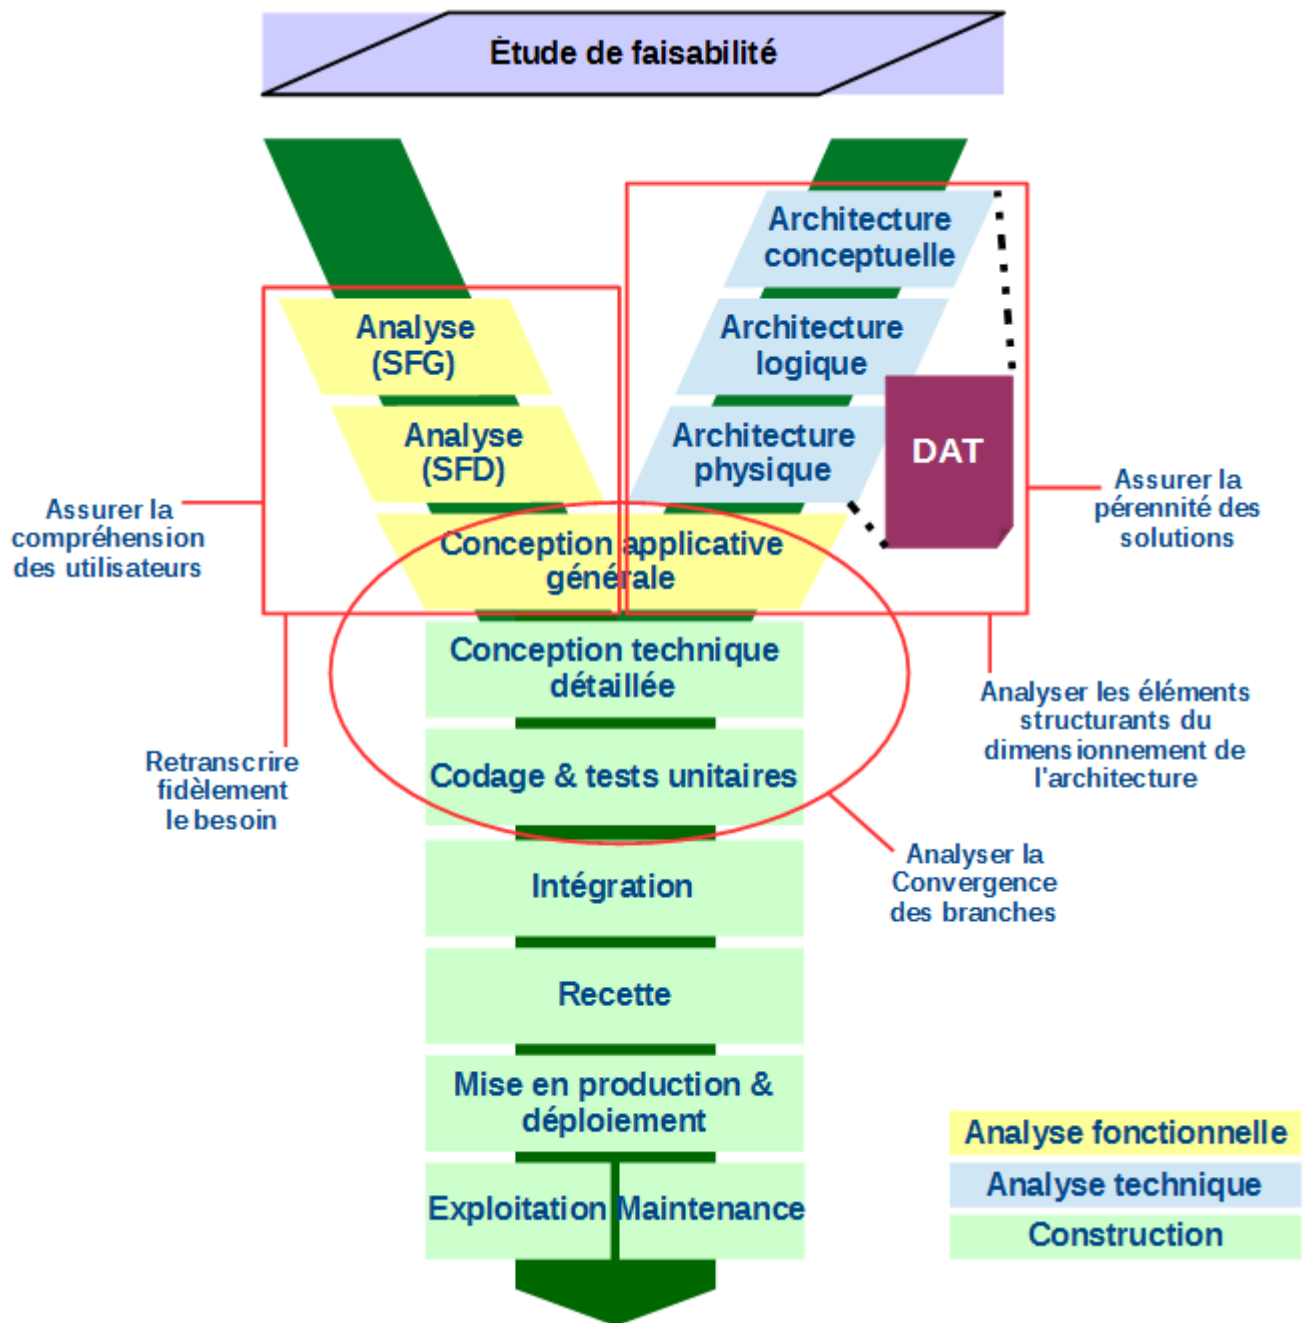 Étude de faisabilité
Architecture
conceptuelle
Analyse
(SFG)
Architecture
logique
Analyse
(SFD)
Architecture
physique
DAT
Assurer la
compréhension
des utilisateurs
Assurer la
pérennité des
solutions
Conception applicative
générale
Conception technique
détaillée
Analyser les éléments
structurants du
dimensionnement de
l'architecture
Retranscrire
fidèlement
le besoin
Codage & tests unitaires
Analyser la
Convergence
des branches
Intégration
Recette
Mise en production &
déploiement
Exploitation
Maintenance
Analyse fonctionnelle
Analyse technique
Construction